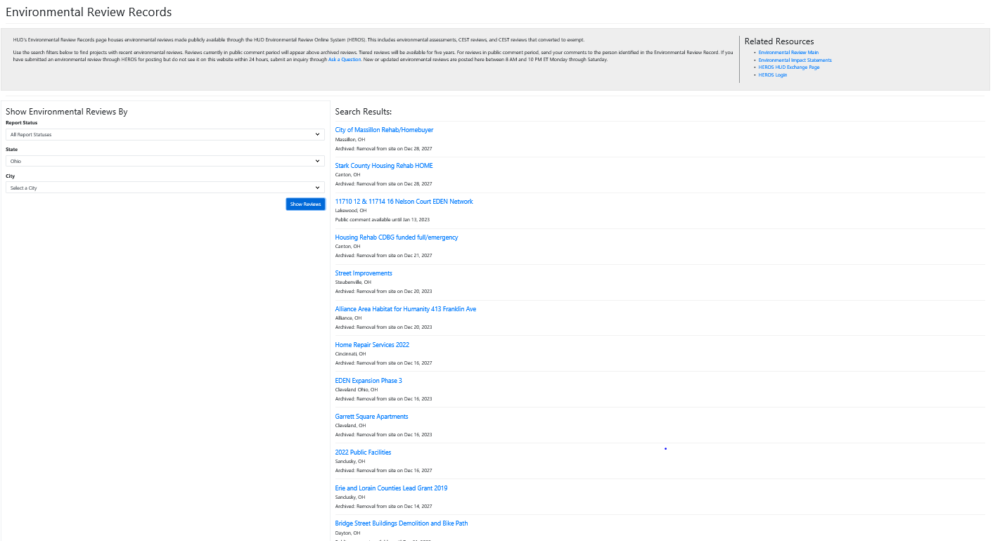 Environmental Review Records
HUD's Environmental Review Records page houses environmental reviews made publicly available through the HUD Environmental Review Online System (HEROS). This includes environmental assessments, CEST reviews, and CEST reviews that converted to exempt.
Use the search filters below to find projects with recent environmental reviews. Reviews currently in public comment period will appear above archived reviews. Tiered reviews will be available for five years. For reviews in public comment period, send your comments to the person identified in the Environmental Review Record. If you
have submitted an environmental review through HEROS for posting but do not see it on this website within 24 hours, submit an inquiry through Ask a Question. New or updated environmental reviews are posted here between 8 AM and 10 PM ET Monday through Saturday.
Related Resources
• Environmental Review Main
• Environmental Impact Statements
• HEROS HUD Exchange Page
• HEROS Login
Show Environmental Reviews By
Report Status
All Report Statuses
State
Ohio
City
Select a City
Show Reviews
Search Results:
City of Massillon Rehab/Homebuyer
Massillon, OH
Archived: Removal from site on Dec 28, 2027
Stark County Housing Rehab HOME
Canton, OH
Archived: Removal from site on Dec 28, 2027
11710 12 & 11714 16 Nelson Court EDEN Network
Lakewood, OH
Public comment available until Jan 13, 2023
Housing Rehab CDBG funded full/emergency
Canton, OH
Archived: Removal from site on Dec 21, 2027
Street Improvements
Steubenville, OH
Archived: Removal from site on Dec 20, 2023
Alliance Area Habitat for Humanity 413 Franklin Ave
Alliance, OH
Archived: Removal from site on Dec 20, 2023
Home Repair Services 2022
Cincinnati, OH
Archived: Removal from site on Dec 16, 2027
EDEN Expansion Phase 3
Cleveland Ohio, OH
Archived: Removal from site on Dec 16, 2023
Garrett Square Apartments
Cleveland, OH
Archived: Removal from site on Dec 16, 2023
2022 Public Facilities
Sandusky, OH
Archived: Removal from site on Dec 16, 2027
Erie and Lorain Counties Lead Grant 2019
Sandusky, OH
Archived: Removal from site on Dec 14, 2027
Bridge Street Buildings Demolition and Bike Path
Dayton, OH